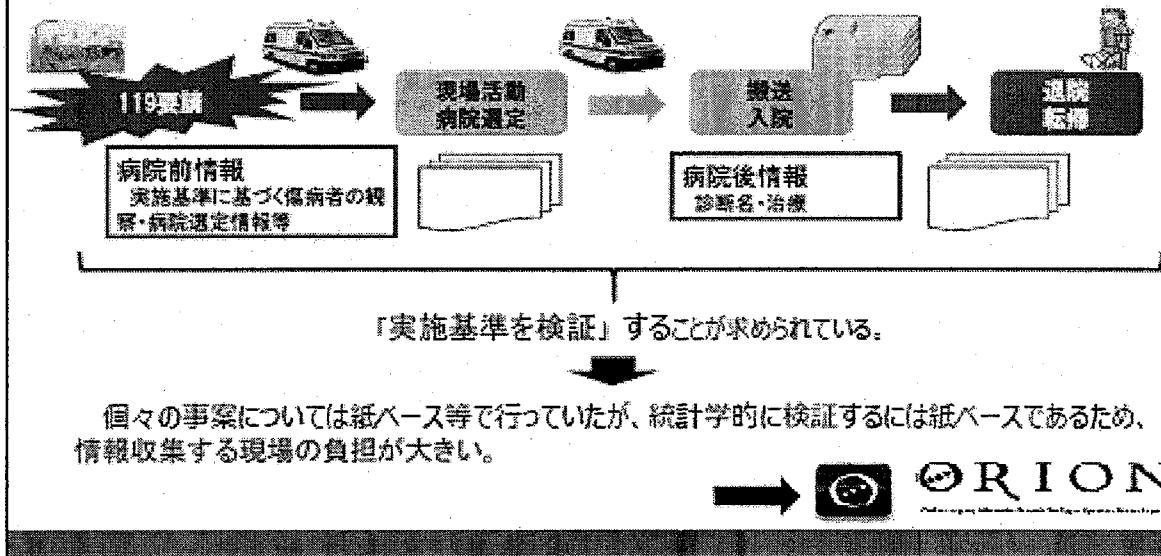 119要請
現場活動
病院選定
搬送
入院
退院
転帰
病院前情報
実施基準に基づく傷病者の観
察・病院選定情報等
病院後情報
診断名・治療
「実施基準を検証」することが求められている。
個々の事案については紙ベース等で行っていたが、統計学的に検証するには紙ベースであるため、
情報収集する現場の負担が大きい。
ORION